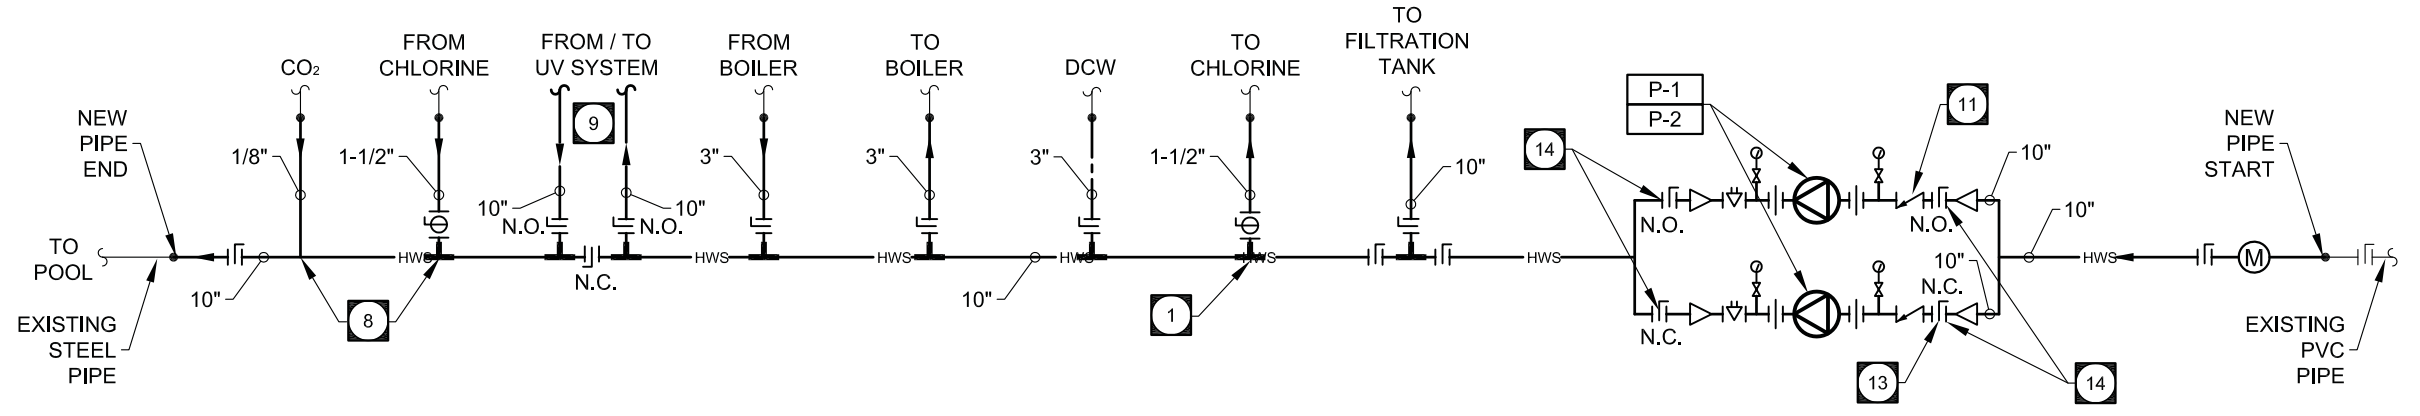 CO2
FROM
CHLORINE
FROM / TO
UV SYSTEM
FROM
BOILER
TO
BOILER
DCW
TO
CHLORINE
TO
FILTRATION
TANK
P-1
P-2
11
9
14
NEW
PIPE
END
NEW
PIPE
START
1/8"
1-1/2"
10"
10"
3"
3"
3"
1-1/2"
10"
10"
10"
N.O.
N.O.
N.O.
N.O.
TO
POOL
HWS
HWS
HWS
HWS
HWS
HWS
HWS
M
10"
N.C.
10"
10"
N.C.
N.C.
8
1
13
14
EXISTING
STEEL
PIPE
EXISTING
PVC
PIPE